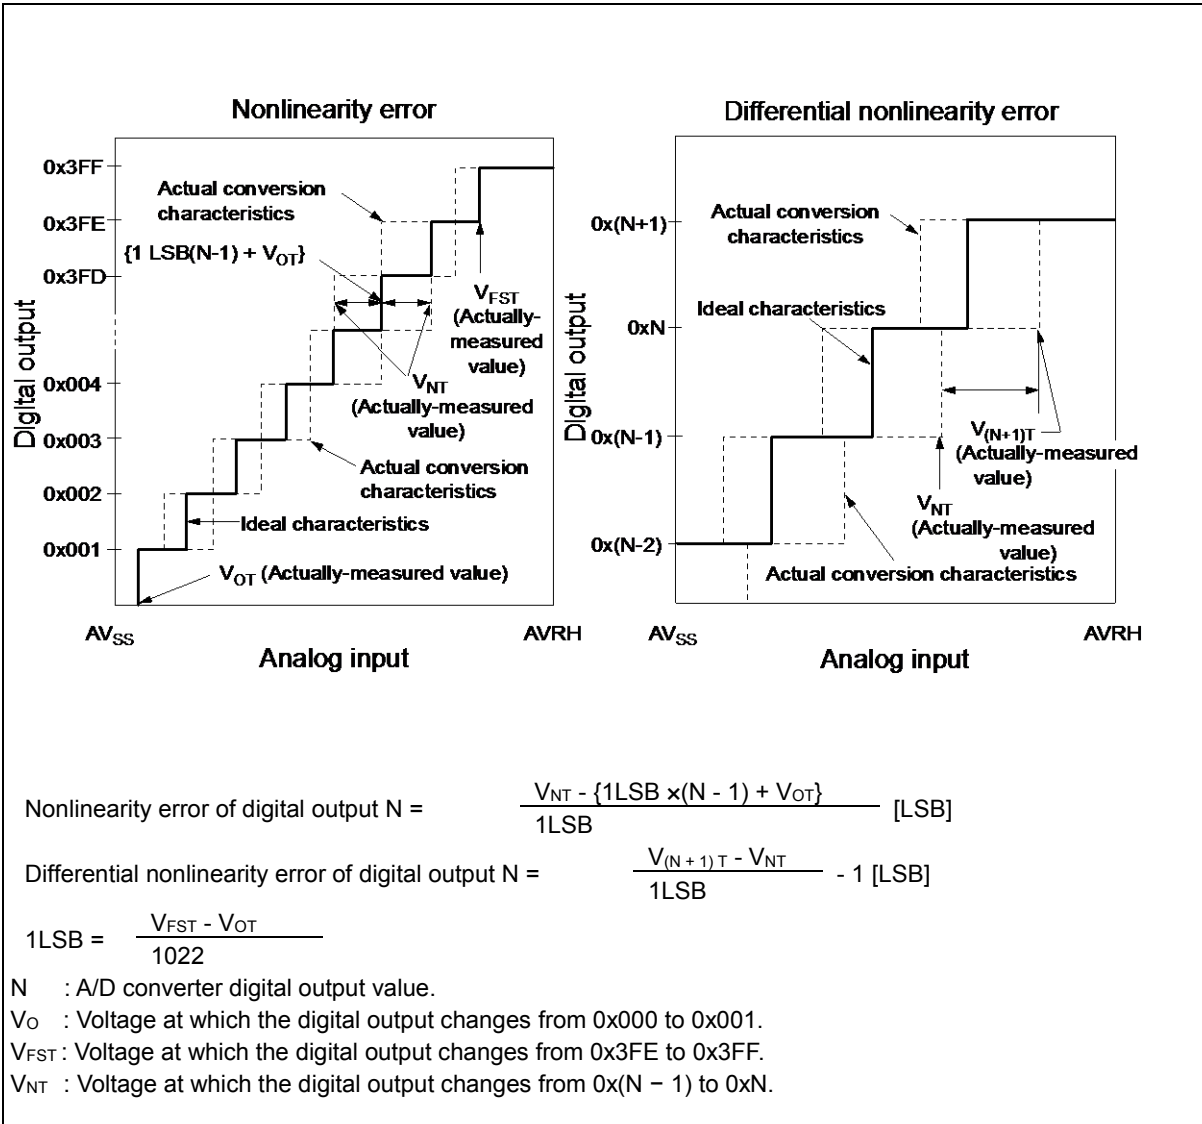 Nonlinearity error
0x3FF
0x3FE
0x3FD
0x004
0x003
0x002
0x001
Digital output
Actual conversion
characteristics
{1 LSB(N-1) + VOT}
VFST
(Actually-
measured
value)
VNT
(Actually-measured
value)
Actual conversion
characteristics
Ideal characteristics
VOT (Actually-measured value)
AVSS
AVRH
Analog input
Differential nonlinearity error
0x(N+1)
0xN
0x(N-1)
0x(N-2)
Digital output
Actual conversion
characteristics
Ideal characteristics
V(N+1)T
(Actually-measured
value)
VNT
(Actually-measured
value)
Actual conversion characteristics
AVSS
AVRH
Analog input
Nonlinearity error of digital output N = VNT - {1LSB ×(N - 1) + VOT} / 1LSB [LSB]
Differential nonlinearity error of digital output N = V(N + 1) T - VNT / 1LSB - 1 [LSB]
1LSB = VFST - VOT / 1022
N : A/D converter digital output value.
VO : Voltage at which the digital output changes from 0x000 to 0x001.
VFST : Voltage at which the digital output changes from 0x3FE to 0x3FF.
VNT : Voltage at which the digital output changes from 0x(N − 1) to 0xN.